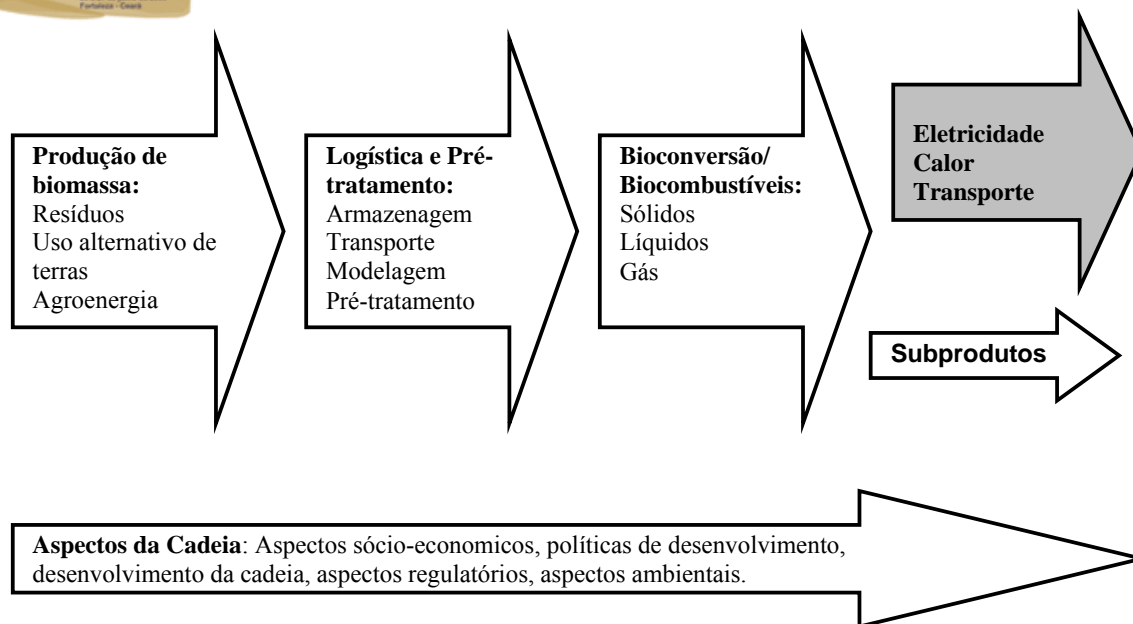 Fortaleza - Ceará
Produção de
biomassa:
Resíduos
Uso alternativo de
terras
Agroenergia
Logística e Pré-
tratamento:
Armazenagem
Transporte
Modelagem
Pré-tratamento
Bioconversão/
Biocombustíveis:
Sólidos
Líquidos
Gás
Eletricidade
Calor
Transporte
Subprodutos
Aspectos da Cadeia: Aspectos sócio-economicos, políticas de desenvolvimento,
desenvolvimento da cadeia, aspectos regulatórios, aspectos ambientais.